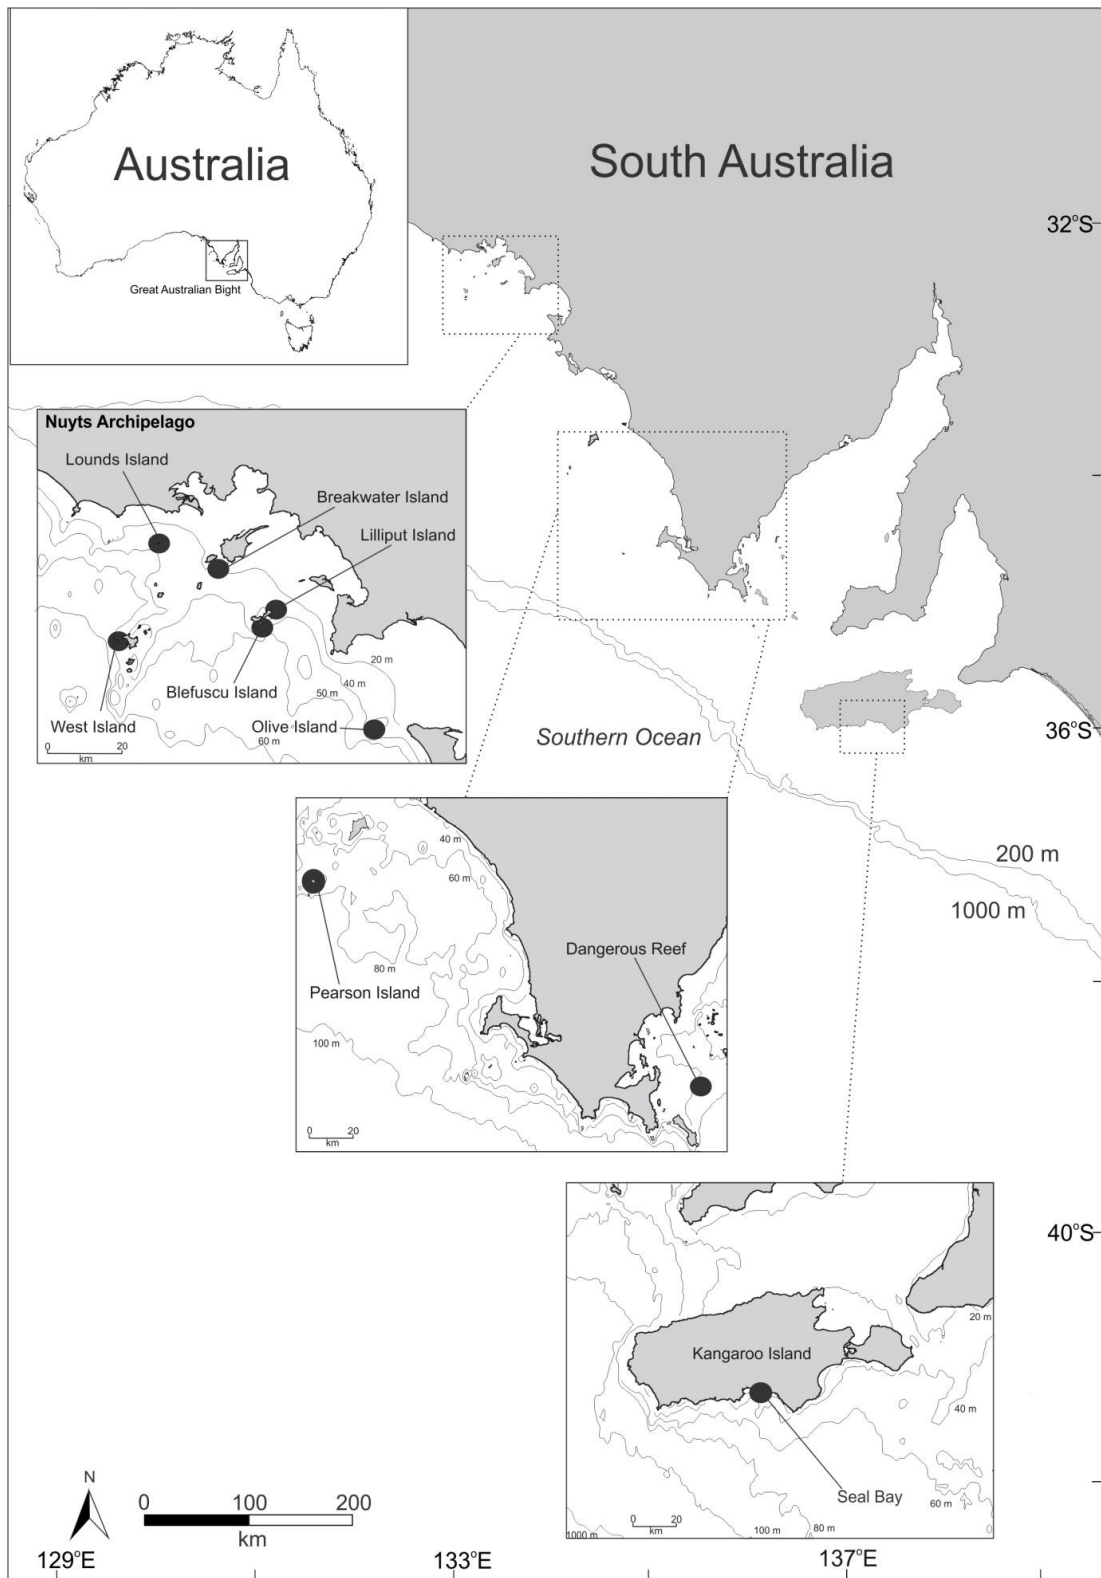 Australia
Great Australian Bight
South Australia
32°S
Nuyts Archipelago
Lounds Island
Breakwater Island
Lilliput Island
Blefuscu Island
West Island
Olive Island
20 m
40 m
50 m
60 m
0 20
km
Southern Ocean
36°S
200 m
1000 m
40 m
60 m
80 m
100 m
Pearson Island
Dangerous Reef
0 20
km
40°S
Kangaroo Island
Seal Bay
20 m
40 m
60 m
80 m
100 m
1000 m
0 20
km
N
0 100 200
km
129°E 133°E 137°E